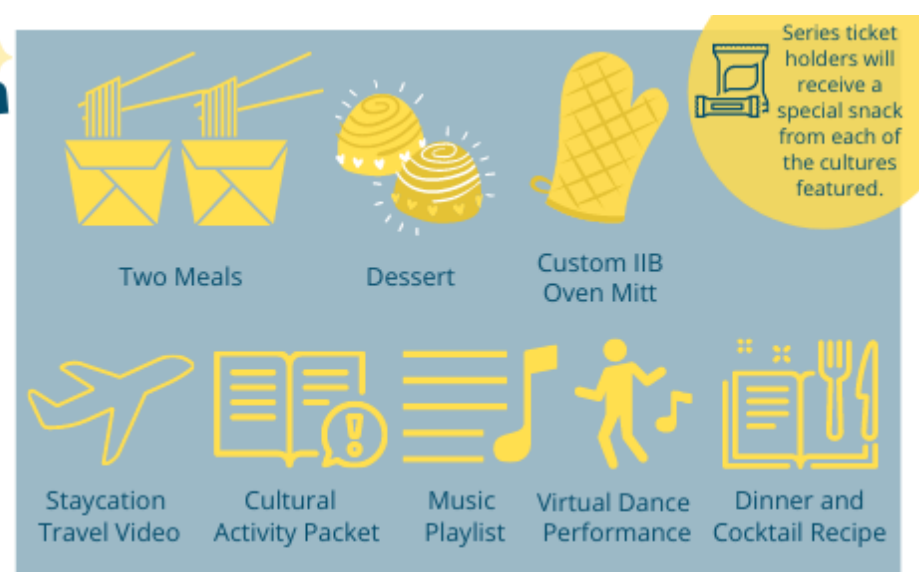 Series ticket
holders will
receive a
special snack
from each of
the cultures
featured.
Two Meals
Dessert
Custom IIB
Oven Mitt
Staycation
Travel Video
Cultural
Activity Packet
Music
Playlist
Virtual Dance
Performance
Dinner and
Cocktail Recipe